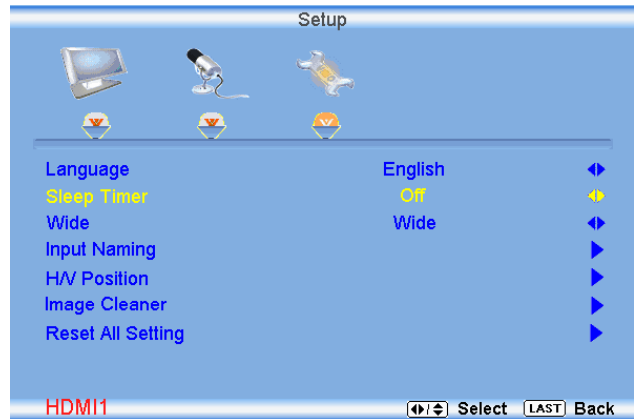 Setup
Language English
Sleep Timer Off
Wide Wide
Input Naming
H/V Position
Image Cleaner
Reset All Setting
HDMI1 Select LAST Back